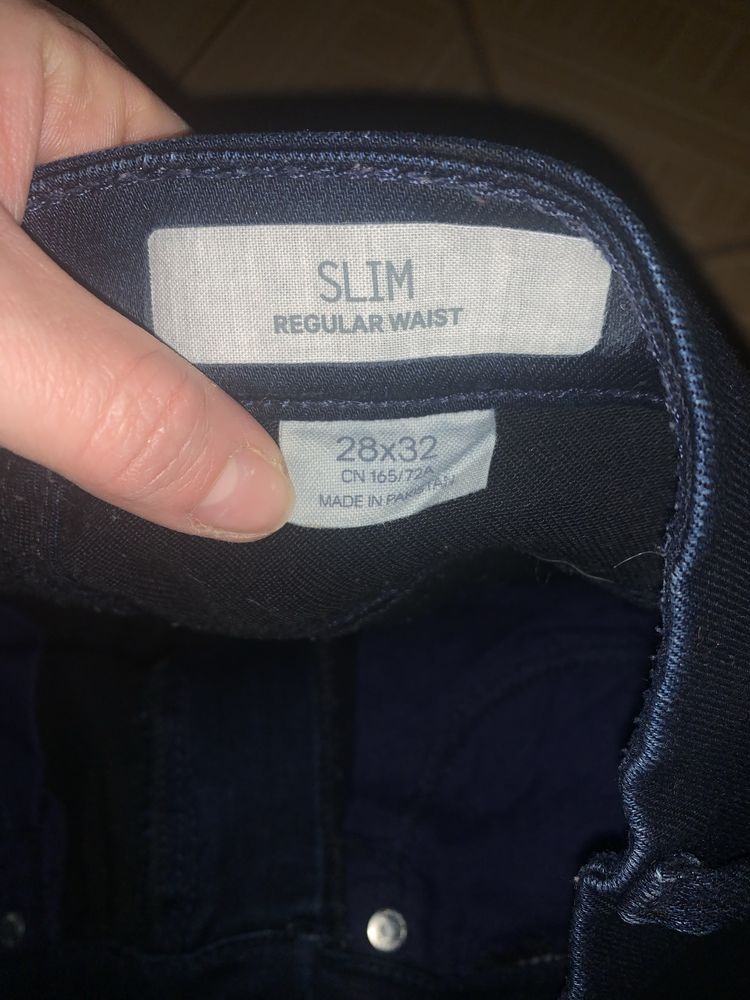 SLIM
REGULAR WAIST
28x32
CN 165/72A
MADE IN PAKISTAN